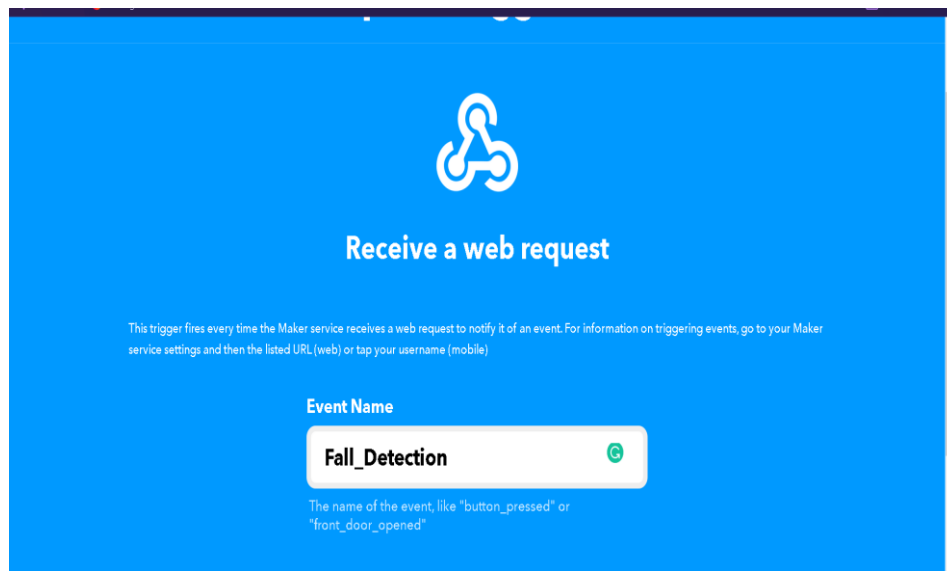 Receive a web request
This trigger fires every time the Maker service receives a web request to notify it of an event. For information on triggering events, go to your Maker
service settings and then the listed URL (web) or tap your username (mobile)
Event Name
Fall_Detection
The name of the event, like "button_pressed" or
"front_door_opened"